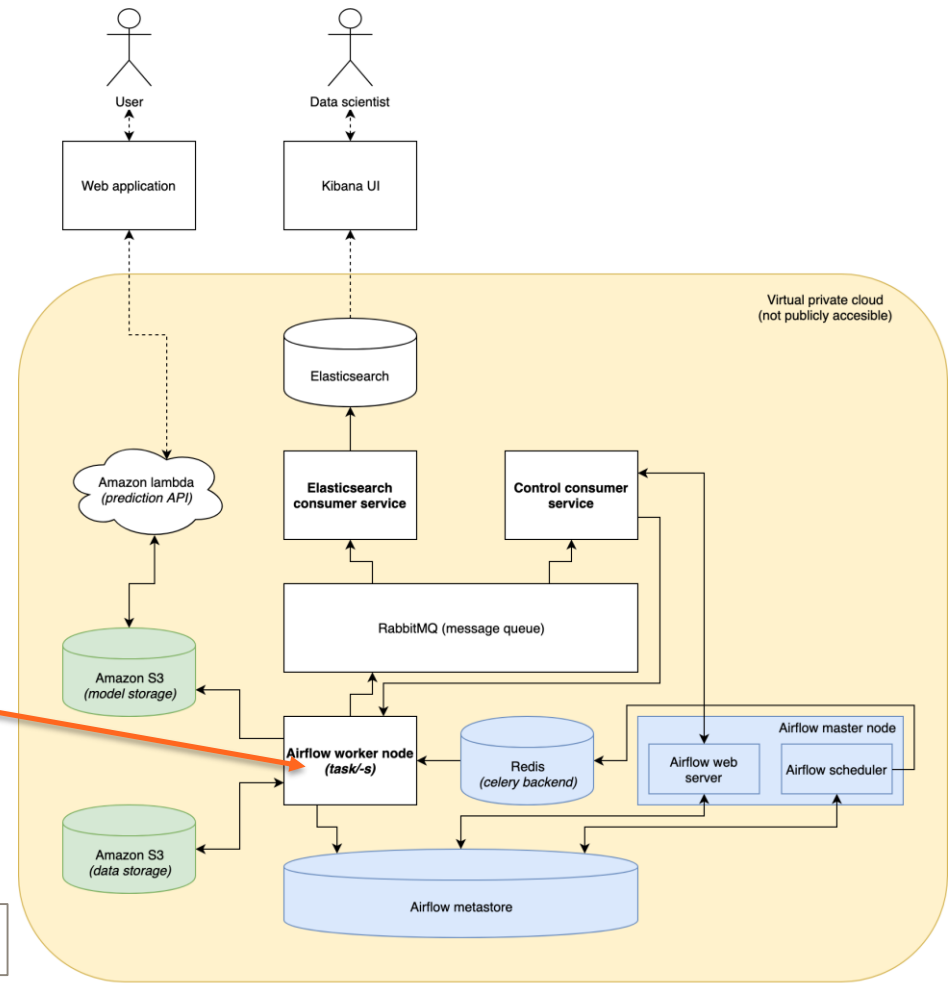 User
Data scientist
Web application
Kibana UI
Virtual private cloud
(not publicly accesible)
Elasticsearch
Amazon lambda
(prediction API)
Elasticsearch
consumer service
Control consumer
service
RabbitMQ (message queue)
Amazon S3
(model storage)
Airflow worker node
(task/-s)
Redis
(celery backend)
Airflow master node
Airflow web
server
Airflow scheduler
Amazon S3
(data storage)
Airflow metastore